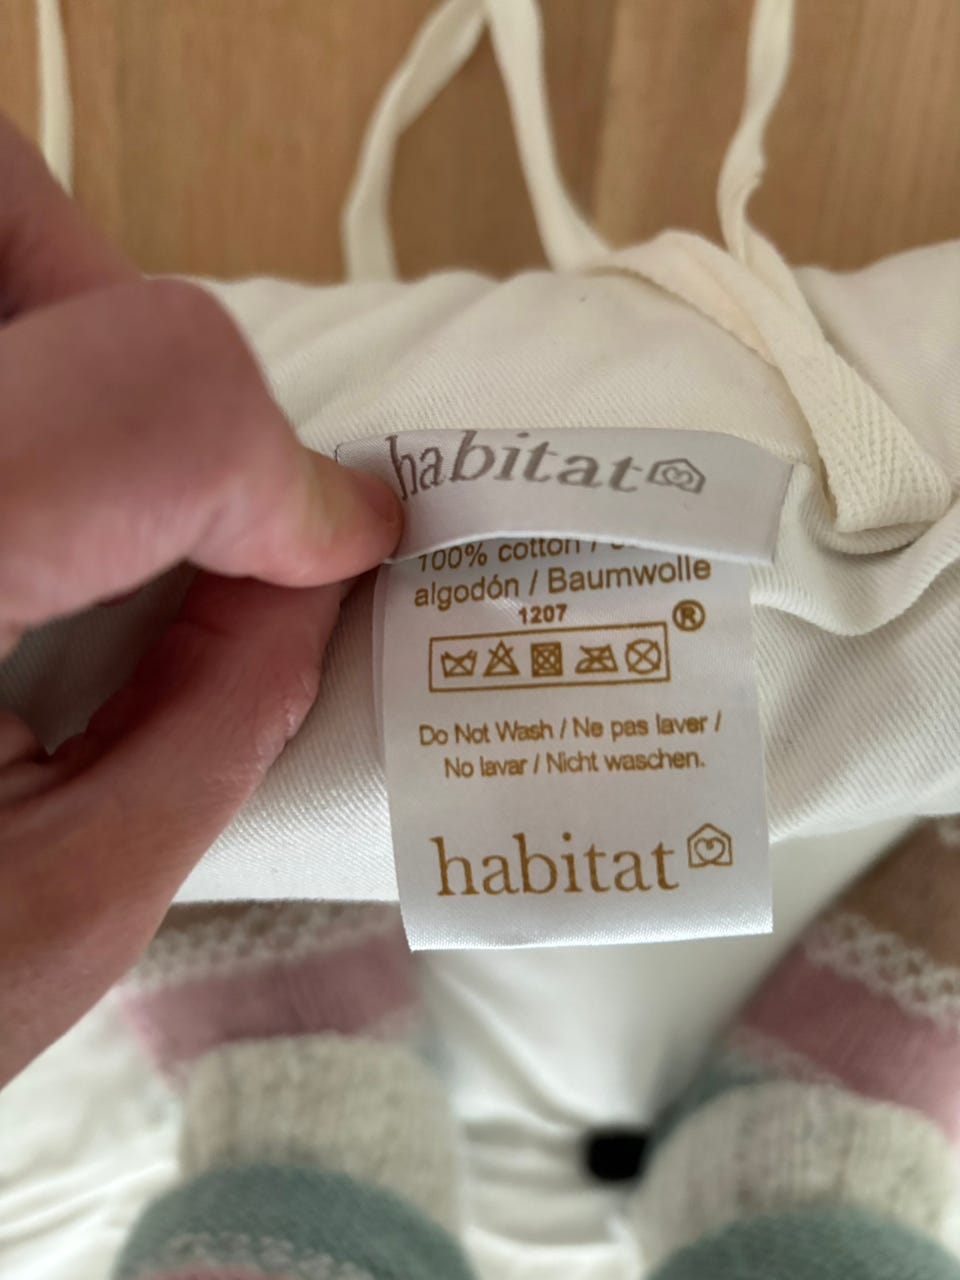 habitat
100% cotton /
algodón / Baumwolle
1207
®
Do Not Wash / Ne pas laver /
No lavar / Nicht waschen.
habitat